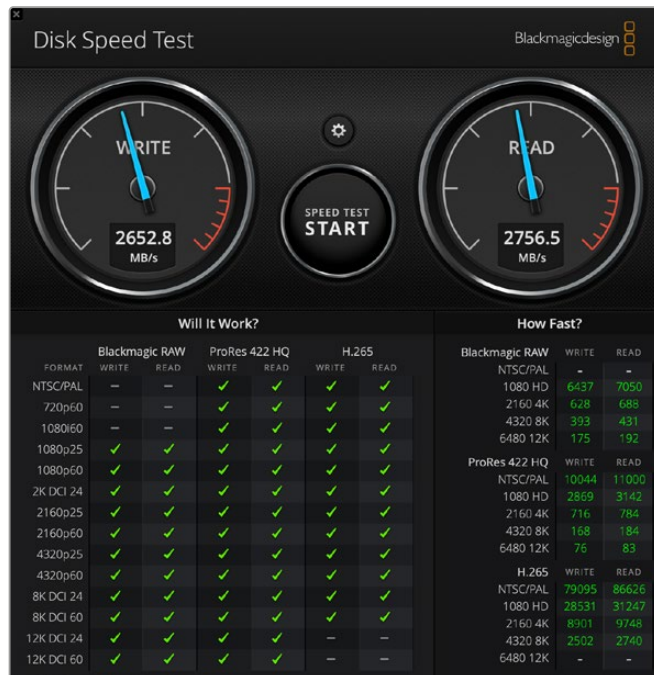 Disk Speed Test
Blackmagicdesign
WRITE
2652.8
MB/s
SPEED TEST
START
READ
2756.5
MB/s
Will It Work?
Blackmagic RAW ProRes 422 HQ H.265
FORMAT WRITE READ WRITE READ WRITE READ
NTSC/PAL – – ✓ ✓ ✓ ✓
720p60 – – ✓ ✓ ✓ ✓
1080i60 – – ✓ ✓ ✓ ✓
1080p25 ✓ ✓ ✓ ✓ ✓ ✓
1080p60 ✓ ✓ ✓ ✓ ✓ ✓
2K DCI 24 ✓ ✓ ✓ ✓ ✓ ✓
2160p25 ✓ ✓ ✓ ✓ ✓ ✓
2160p60 ✓ ✓ ✓ ✓ ✓ ✓
4320p25 ✓ ✓ ✓ ✓ ✓ ✓
4320p60 ✓ ✓ ✓ ✓ ✓ ✓
8K DCI 24 ✓ ✓ ✓ ✓ ✓ ✓
8K DCI 60 ✓ ✓ ✓ ✓ ✓ ✓
12K DCI 24 ✓ ✓ ✓ ✓ – –
12K DCI 60 ✓ ✓ ✓ ✓ – –
How Fast?
Blackmagic RAW WRITE READ
NTSC/PAL - -
1080 HD 6437 7050
2160 4K 628 688
4320 8K 393 431
6480 12K 175 192
ProRes 422 HQ WRITE READ
NTSC/PAL 10044 11000
1080 HD 2869 3142
2160 4K 716 784
4320 8K 168 184
6480 12K 76 83
H.265 WRITE READ
NTSC/PAL 79095 86626
1080 HD 28531 31247
2160 4K 8901 9748
4320 8K 2502 2740
6480 12K - -